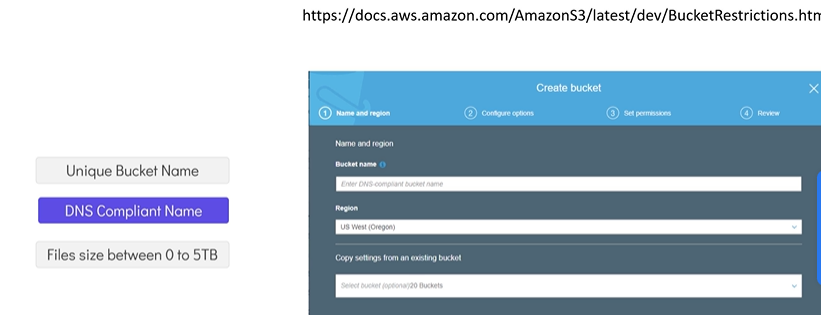 https://docs.aws.amazon.com/AmazonS3/latest/dev/BucketRestrictions.htm
Unique Bucket Name
DNS Compliant Name
Files size between 0 to 5TB
Create bucket
1 Name and region
2 Configure options
3 Set permissions
4 Review
Name and region
Bucket name
Enter DNS-compliant bucket name
Region
US West (Oregon)
Copy settings from an existing bucket
Select bucket (optional)20 Buckets